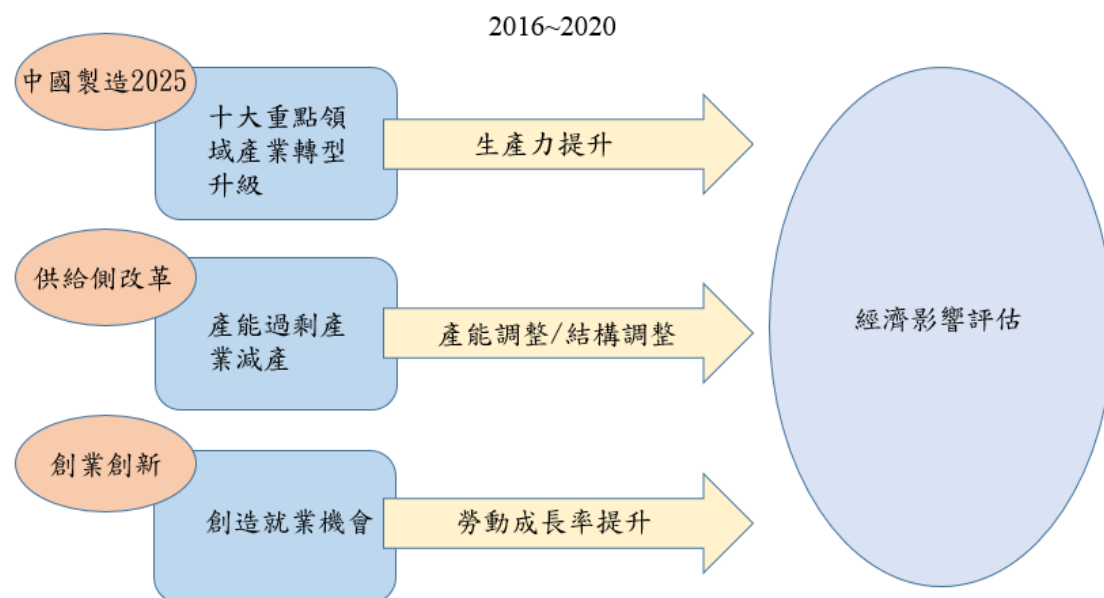 2016~2020
中國製造2025
十大重點領
域產業轉型
升級
生產力提升
供給側改革
產能過剩產
業減產
產能調整/結構調整
創業創新
創造就業機會
勞動成長率提升
經濟影響評估